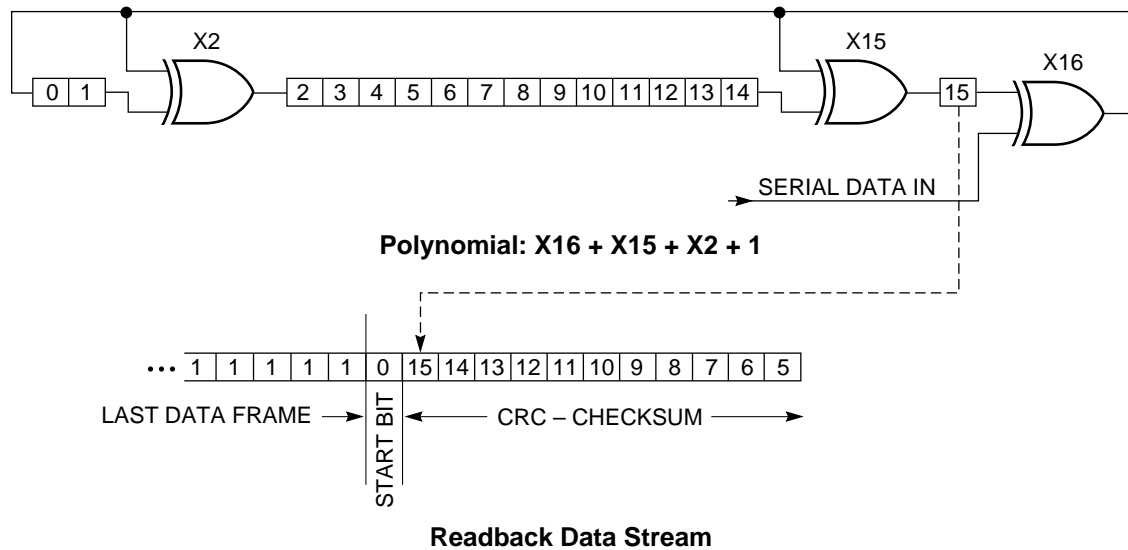 X2
X15
X16
0 1
2 3 4 5 6 7 8 9 10 11 12 13 14
15
SERIAL DATA IN
Polynomial: X16 + X15 + X2 + 1
••• 1 1 1 1 1 0 15 14 13 12 11 10 9 8 7 6 5
LAST DATA FRAME
START BIT
CRC – CHECKSUM
Readback Data Stream